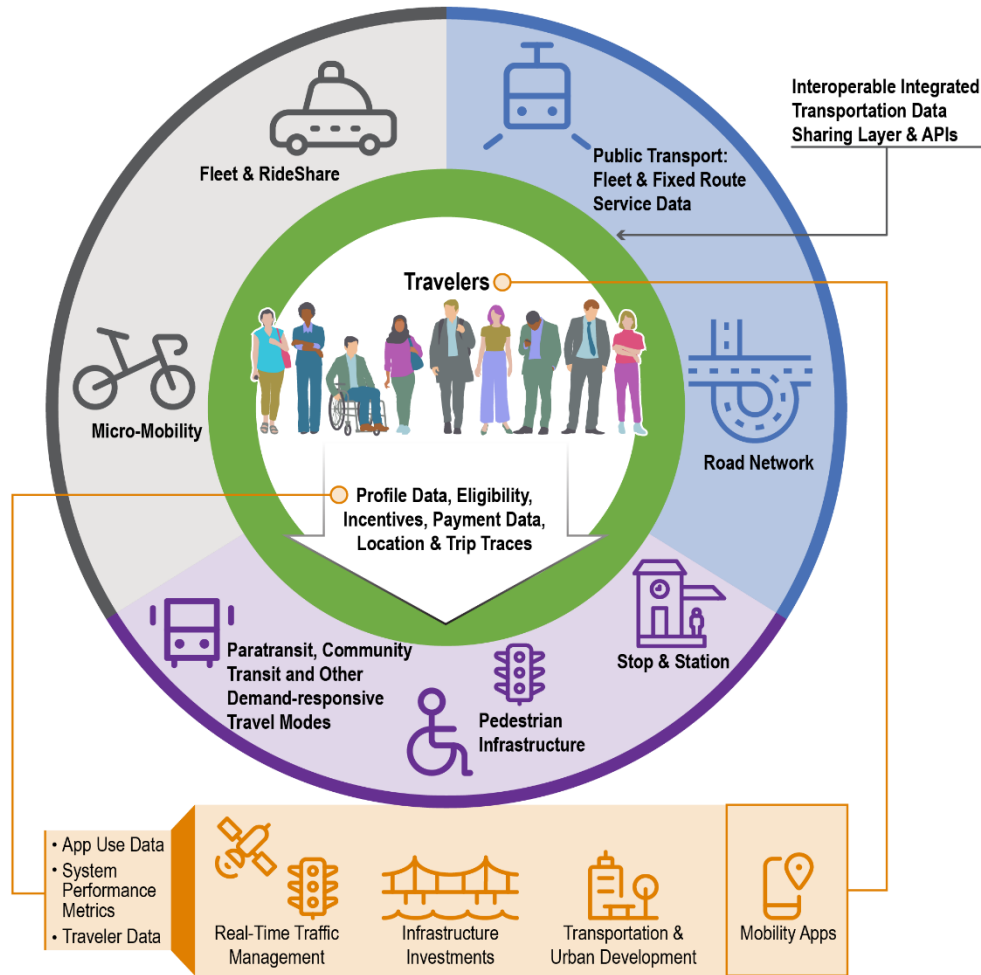 Interoperable Integrated
Transportation Data
Sharing Layer & APIs
Fleet & RideShare
Public Transport:
Fleet & Fixed Route
Service Data
Travelers
Micro-Mobility
Road Network
Profile Data, Eligibility,
Incentives, Payment Data,
Location & Trip Traces
Paratransit, Community
Transit and Other
Demand-responsive
Travel Modes
Pedestrian
Infrastructure
Stop & Station
• App Use Data
• System
Performance
Metrics
• Traveler Data
Real-Time Traffic
Management
Infrastructure
Investments
Transportation &
Urban Development
Mobility Apps